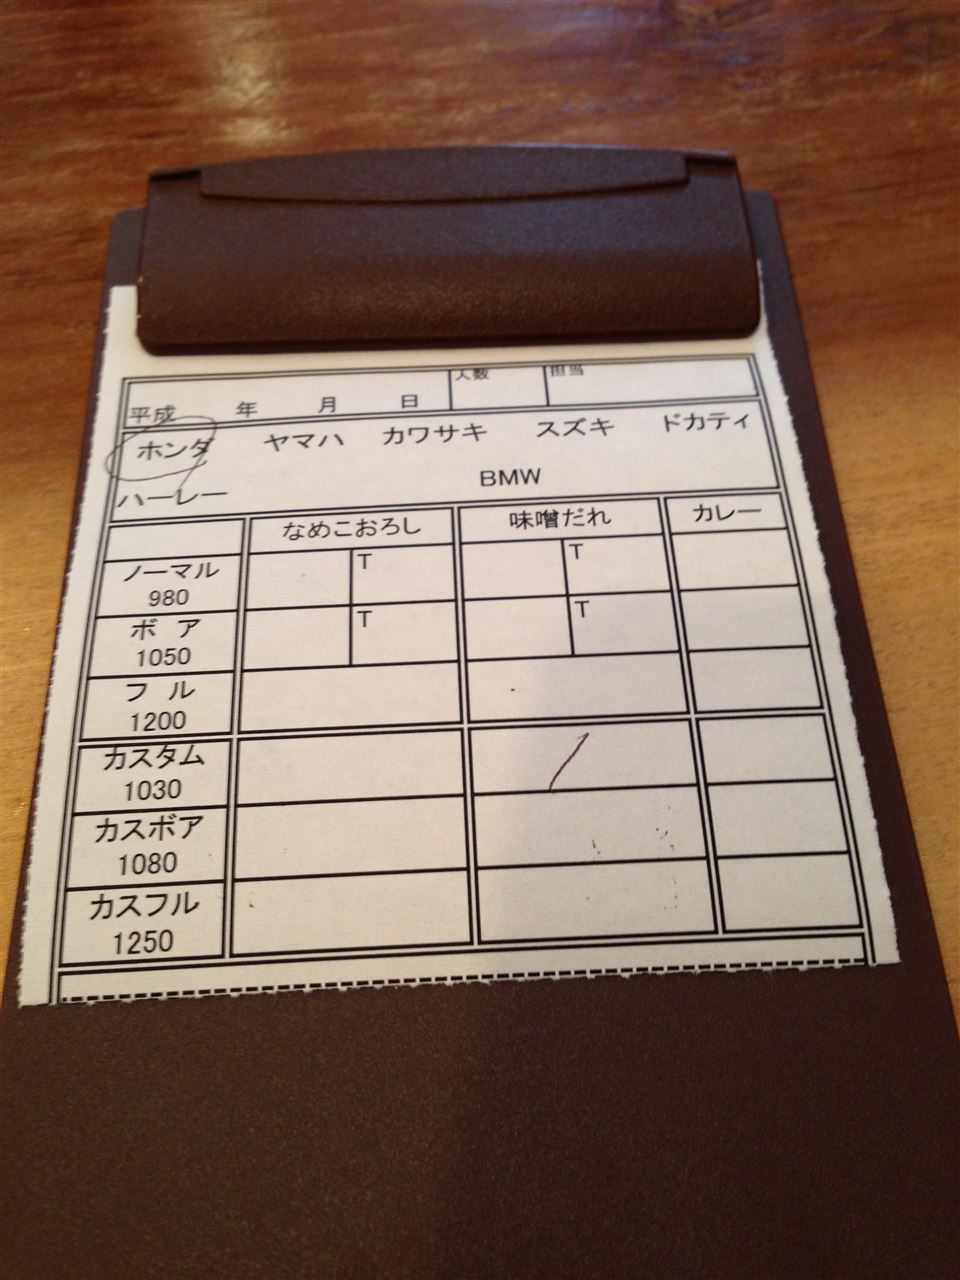 人数 担当
平成 年 月 日
ホンダ ヤマハ カワサキ スズキ ドカティ
ハーレー BMW
なめこおろし 味噌だれ カレー
ノーマル T T
980
ボア T T
1050
フル
1200
カスタム
1030
カスボア
1080
カスフル
1250